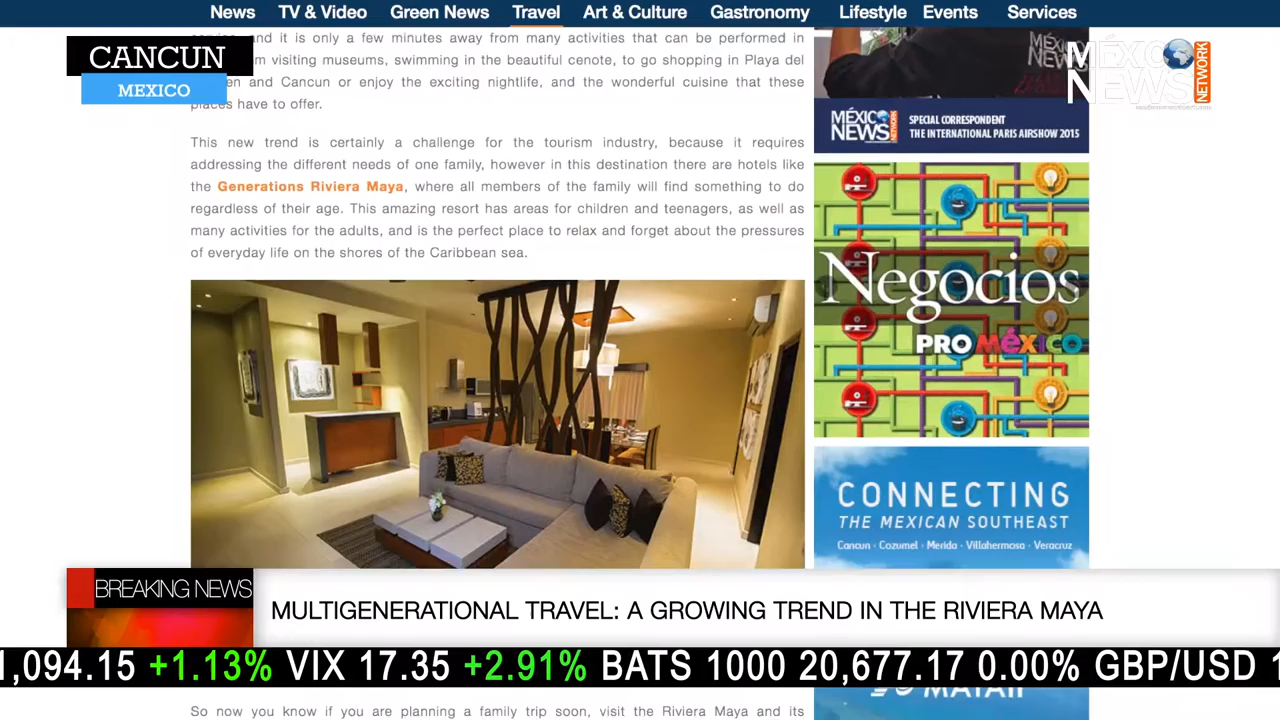 News TV & Video Green News Travel Art & Culture Gastronomy Lifestyle Events Services
CANCUN
MEXICO
and it is only a few minutes away from many activities that can be performed in
visiting museums, swimming in the beautiful cenote, to go shopping in Playa del
and Cancun or enjoy the exciting nightlife, and the wonderful cuisine that these
places have to offer.
This new trend is certainly a challenge for the tourism industry, because it requires
addressing the different needs of one family, however in this destination there are hotels like
the Generations Riviera Maya, where all members of the family will find something to do
regardless of their age. This amazing resort has areas for children and teenagers, as well as
many activities for the adults, and is the perfect place to relax and forget about the pressures
of everyday life on the shores of the Caribbean sea.
MÉXICO
NEWS
NETWORK
MÉXICO
NEWS
NETWORK
SPECIAL CORRESPONDENT
THE INTERNATIONAL PARIS AIRSHOW 2015
Negocios
PROMÉXICO
CONNECTING
THE MEXICAN SOUTHEAST
Cancun · Cozumel · Merida · Villahermosa · Veracruz
BREAKING NEWS
MULTIGENERATIONAL TRAVEL: A GROWING TREND IN THE RIVIERA MAYA
1,094.15 +1.13% VIX 17.35 +2.91% BATS 1000 20,677.17 0.00% GBP/USD 1
So now you know if you are planning a family trip soon, visit the Riviera Maya and its